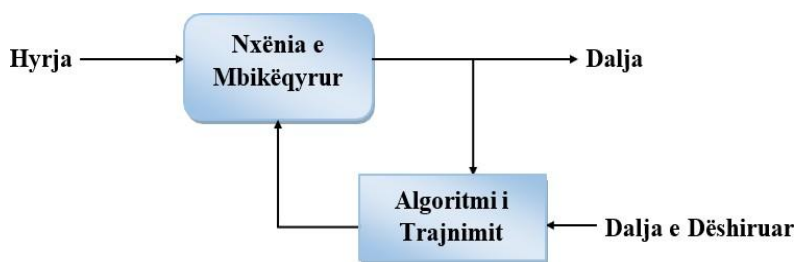 Hyrja
Nxënia e
Mbikëqyrur
Dalja
Algoritmi i
Trajnimit
Dalja e Dëshiruar